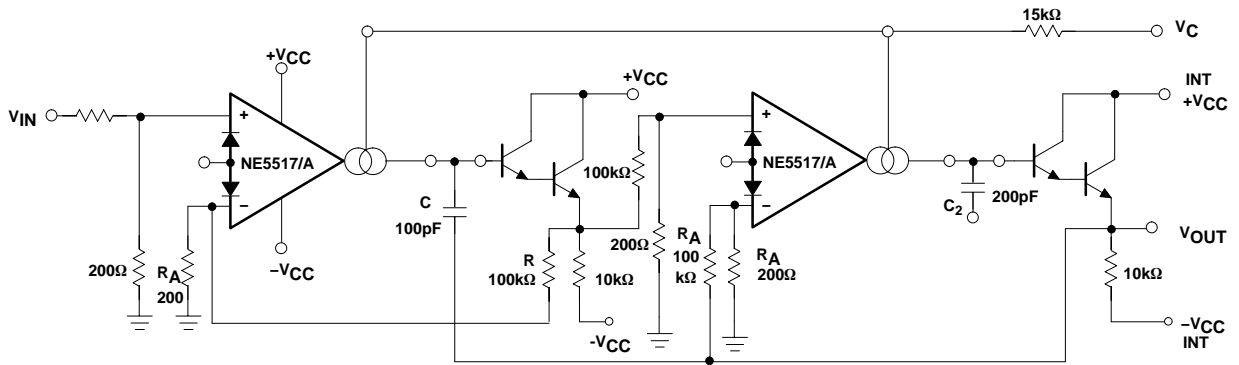 15kΩ
VC
+VCC
+VCC
INT
+VCC
VIN
+
NE5517/A
−
100kΩ
+
NE5517/A
−
C
100pF
C2
200pF
−VCC
200Ω
RA
200
R
100kΩ
10kΩ
200Ω
RA
100
kΩ
RA
200Ω
VOUT
10kΩ
-VCC
−VCC
INT